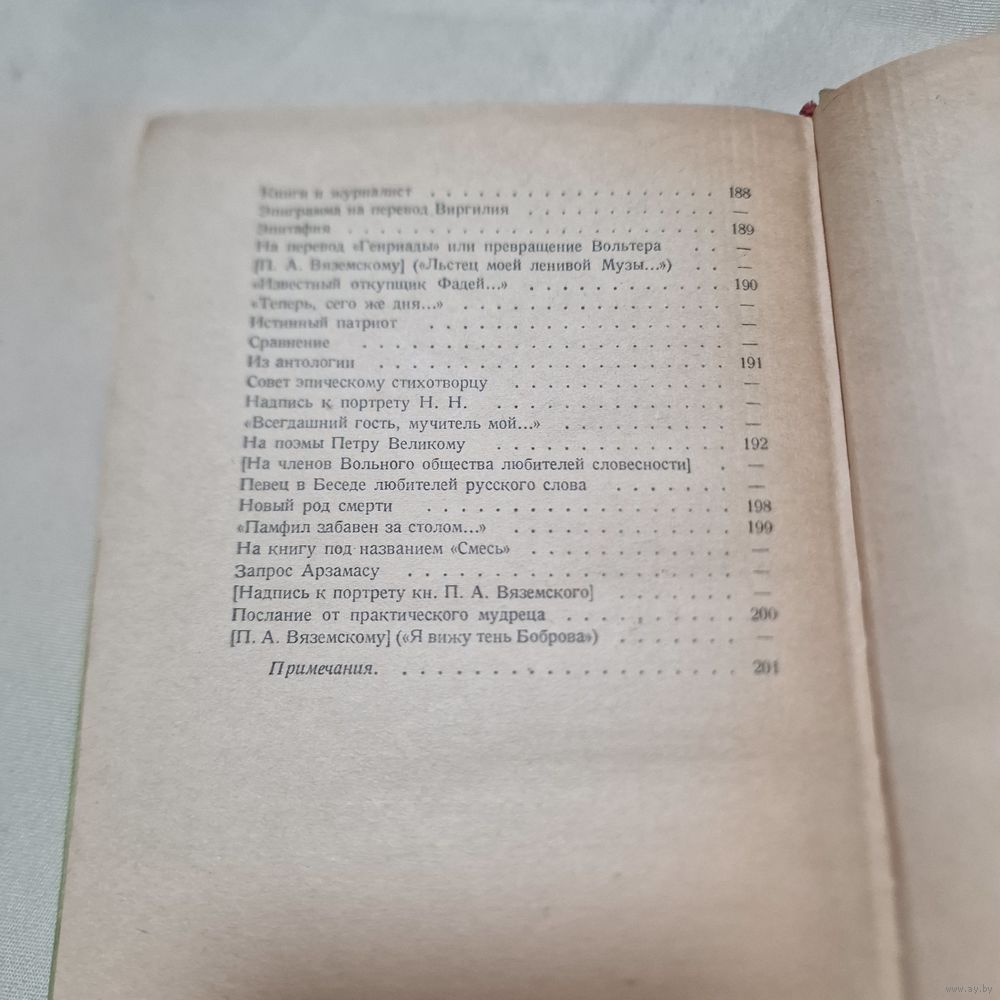 Книги и журналист . . . . . . . . . . . . . . . . 188
Эпиграмма на перевод Виргилия . . . . . . . . . . —
Эпитафия . . . . . . . . . . . . . . . . . . . . 189
На перевод «Генриады» или превращение Вольтера . . —
[П. А. Вяземскому] («Льстец моей ленивой Музы...») . . —
«Известный откупщик Фадей...» . . . . . . . . . . 190
«Теперь, сего же дня...» . . . . . . . . . . . . —
Истинный патриот . . . . . . . . . . . . . . . . —
Сравнение . . . . . . . . . . . . . . . . . . . . —
Из антологии . . . . . . . . . . . . . . . . . . 191
Совет эпическому стихотворцу . . . . . . . . . . —
Надпись к портрету Н. Н. . . . . . . . . . . . . —
«Всегдашний гость, мучитель мой...» . . . . . . . —
На поэмы Петру Великому . . . . . . . . . . . . . 192
[На членов Вольного общества любителей словесности] . —
Певец в Беседе любителей русского слова . . . . . —
Новый род смерти . . . . . . . . . . . . . . . . 198
«Памфил забавен за столом...» . . . . . . . . . . 199
На книгу под названием «Смесь» . . . . . . . . . —
Запрос Арзамасу . . . . . . . . . . . . . . . . . —
[Надпись к портрету кн. П. А. Вяземского] . . . . —
Послание от практического мудреца . . . . . . . . 200
[П. А. Вяземскому] («Я вижу тень Боброва») . . . . —
Примечания. . . . . . . . . . . . . . . . . . . . 201
www.ay.by